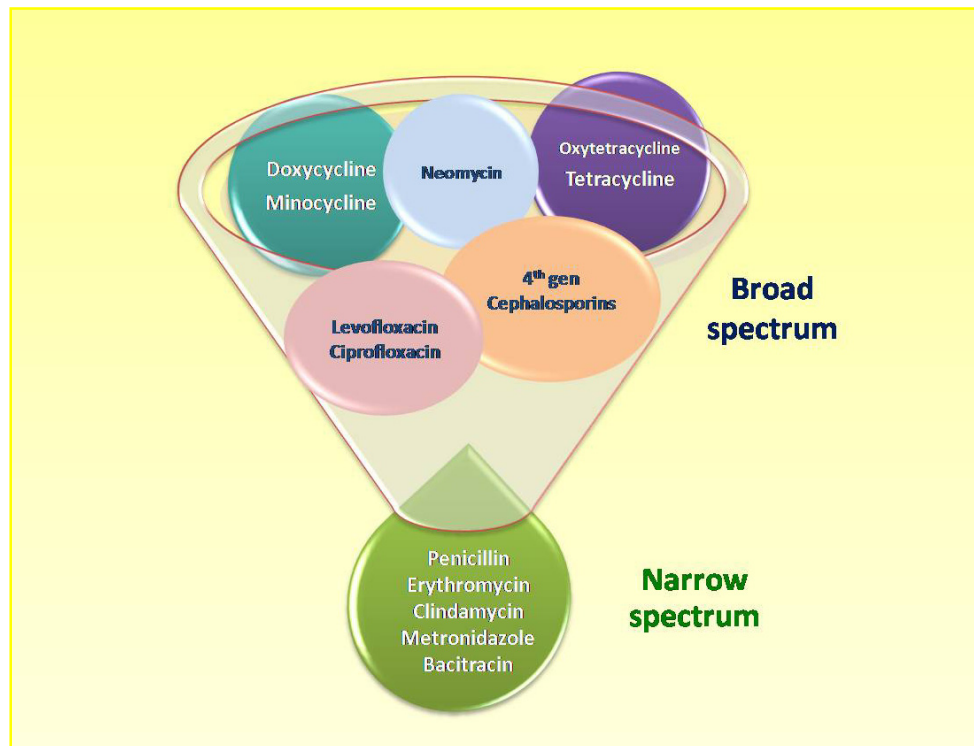 Doxycycline
Minocycline
Neomycin
Oxytetracycline
Tetracycline
Levofloxacin
Ciprofloxacin
4th gen
Cephalosporins
Broad
spectrum
Penicillin
Erythromycin
Clindamycin
Metronidazole
Bacitracin
Narrow
spectrum